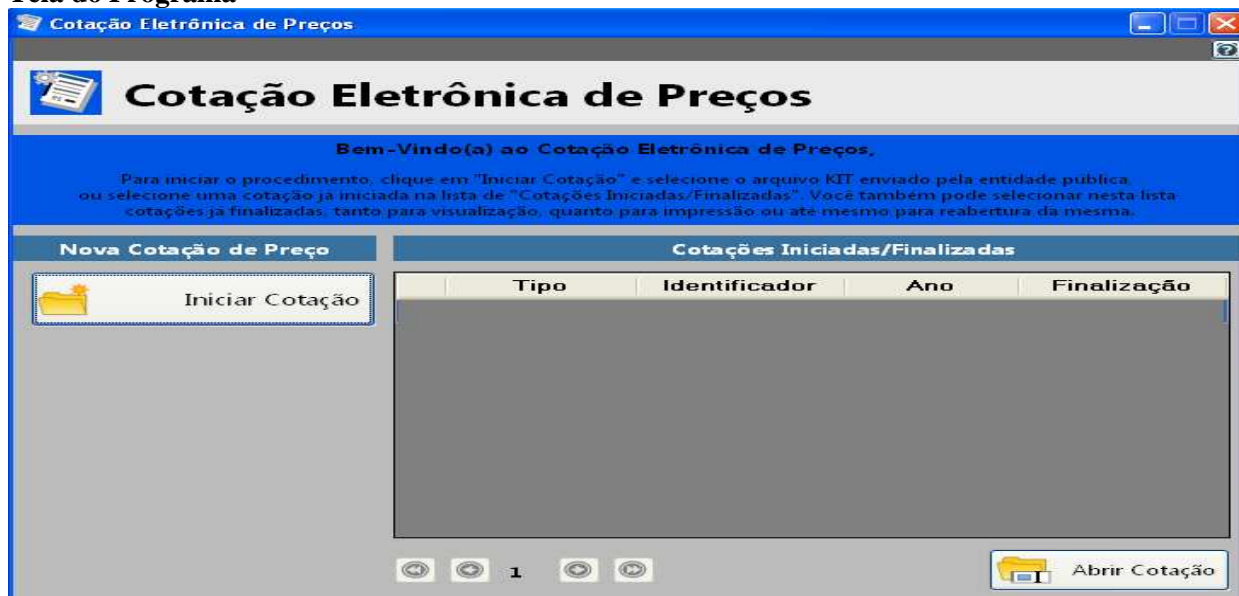 Tela do Programa
Cotação Eletrônica de Preços
Cotação Eletrônica de Preços
Bem-Vindo(a) ao Cotação Eletrônica de Preços,
Para iniciar o procedimento, clique em "Iniciar Cotação" e selecione o arquivo KIT enviado pela entidade pública,
ou selecione uma cotação já iniciada na lista de "Cotações Iniciadas/Finalizadas". Você também pode selecionar nesta lista
cotações já finalizadas, tanto para visualização, quanto para impressão ou até mesmo para reabertura da mesma.
Nova Cotação de Preço
Cotações Iniciadas/Finalizadas
Iniciar Cotação
Tipo Identificador Ano Finalização
1
Abrir Cotação